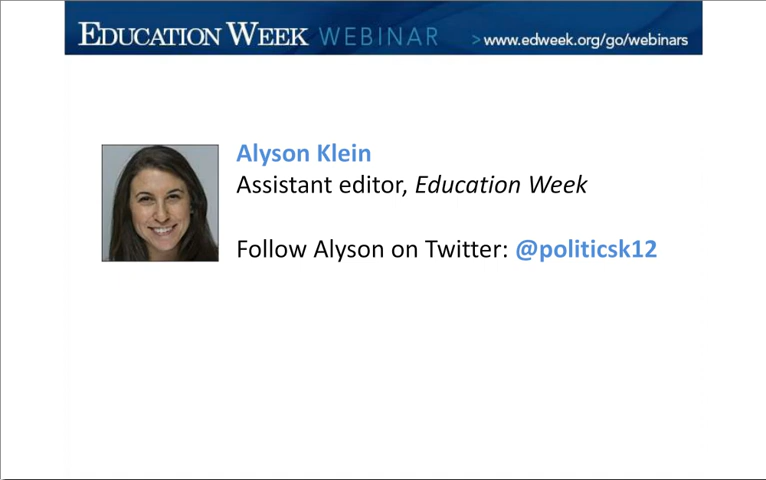 EDUCATION WEEK WEBINAR >www.edweek.org/go/webinars
Alyson Klein
Assistant editor, Education Week
Follow Alyson on Twitter: @politicsk12